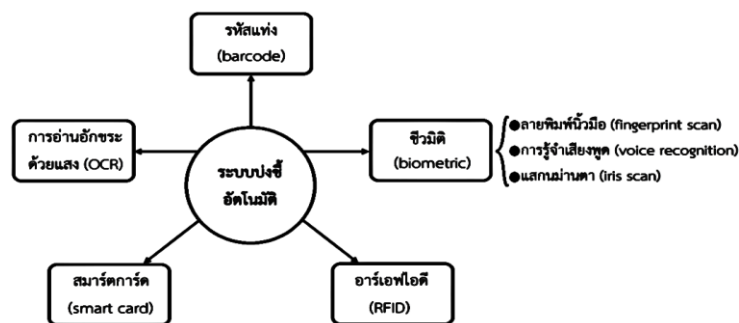 รหัสแท่ง
(barcode)
การอ่านอักขระ
ด้วยแสง (OCR)
ระบบบ่งชี้
อัตโนมัติ
ชีวมิติ
(biometric)
●ลายพิมพ์นิ้วมือ (fingerprint scan)
●การรู้จำเสียงพูด (voice recognition)
●แสกนม่านตา (iris scan)
สมาร์ตการ์ด
(smart card)
อาร์เอฟไอดี
(RFID)